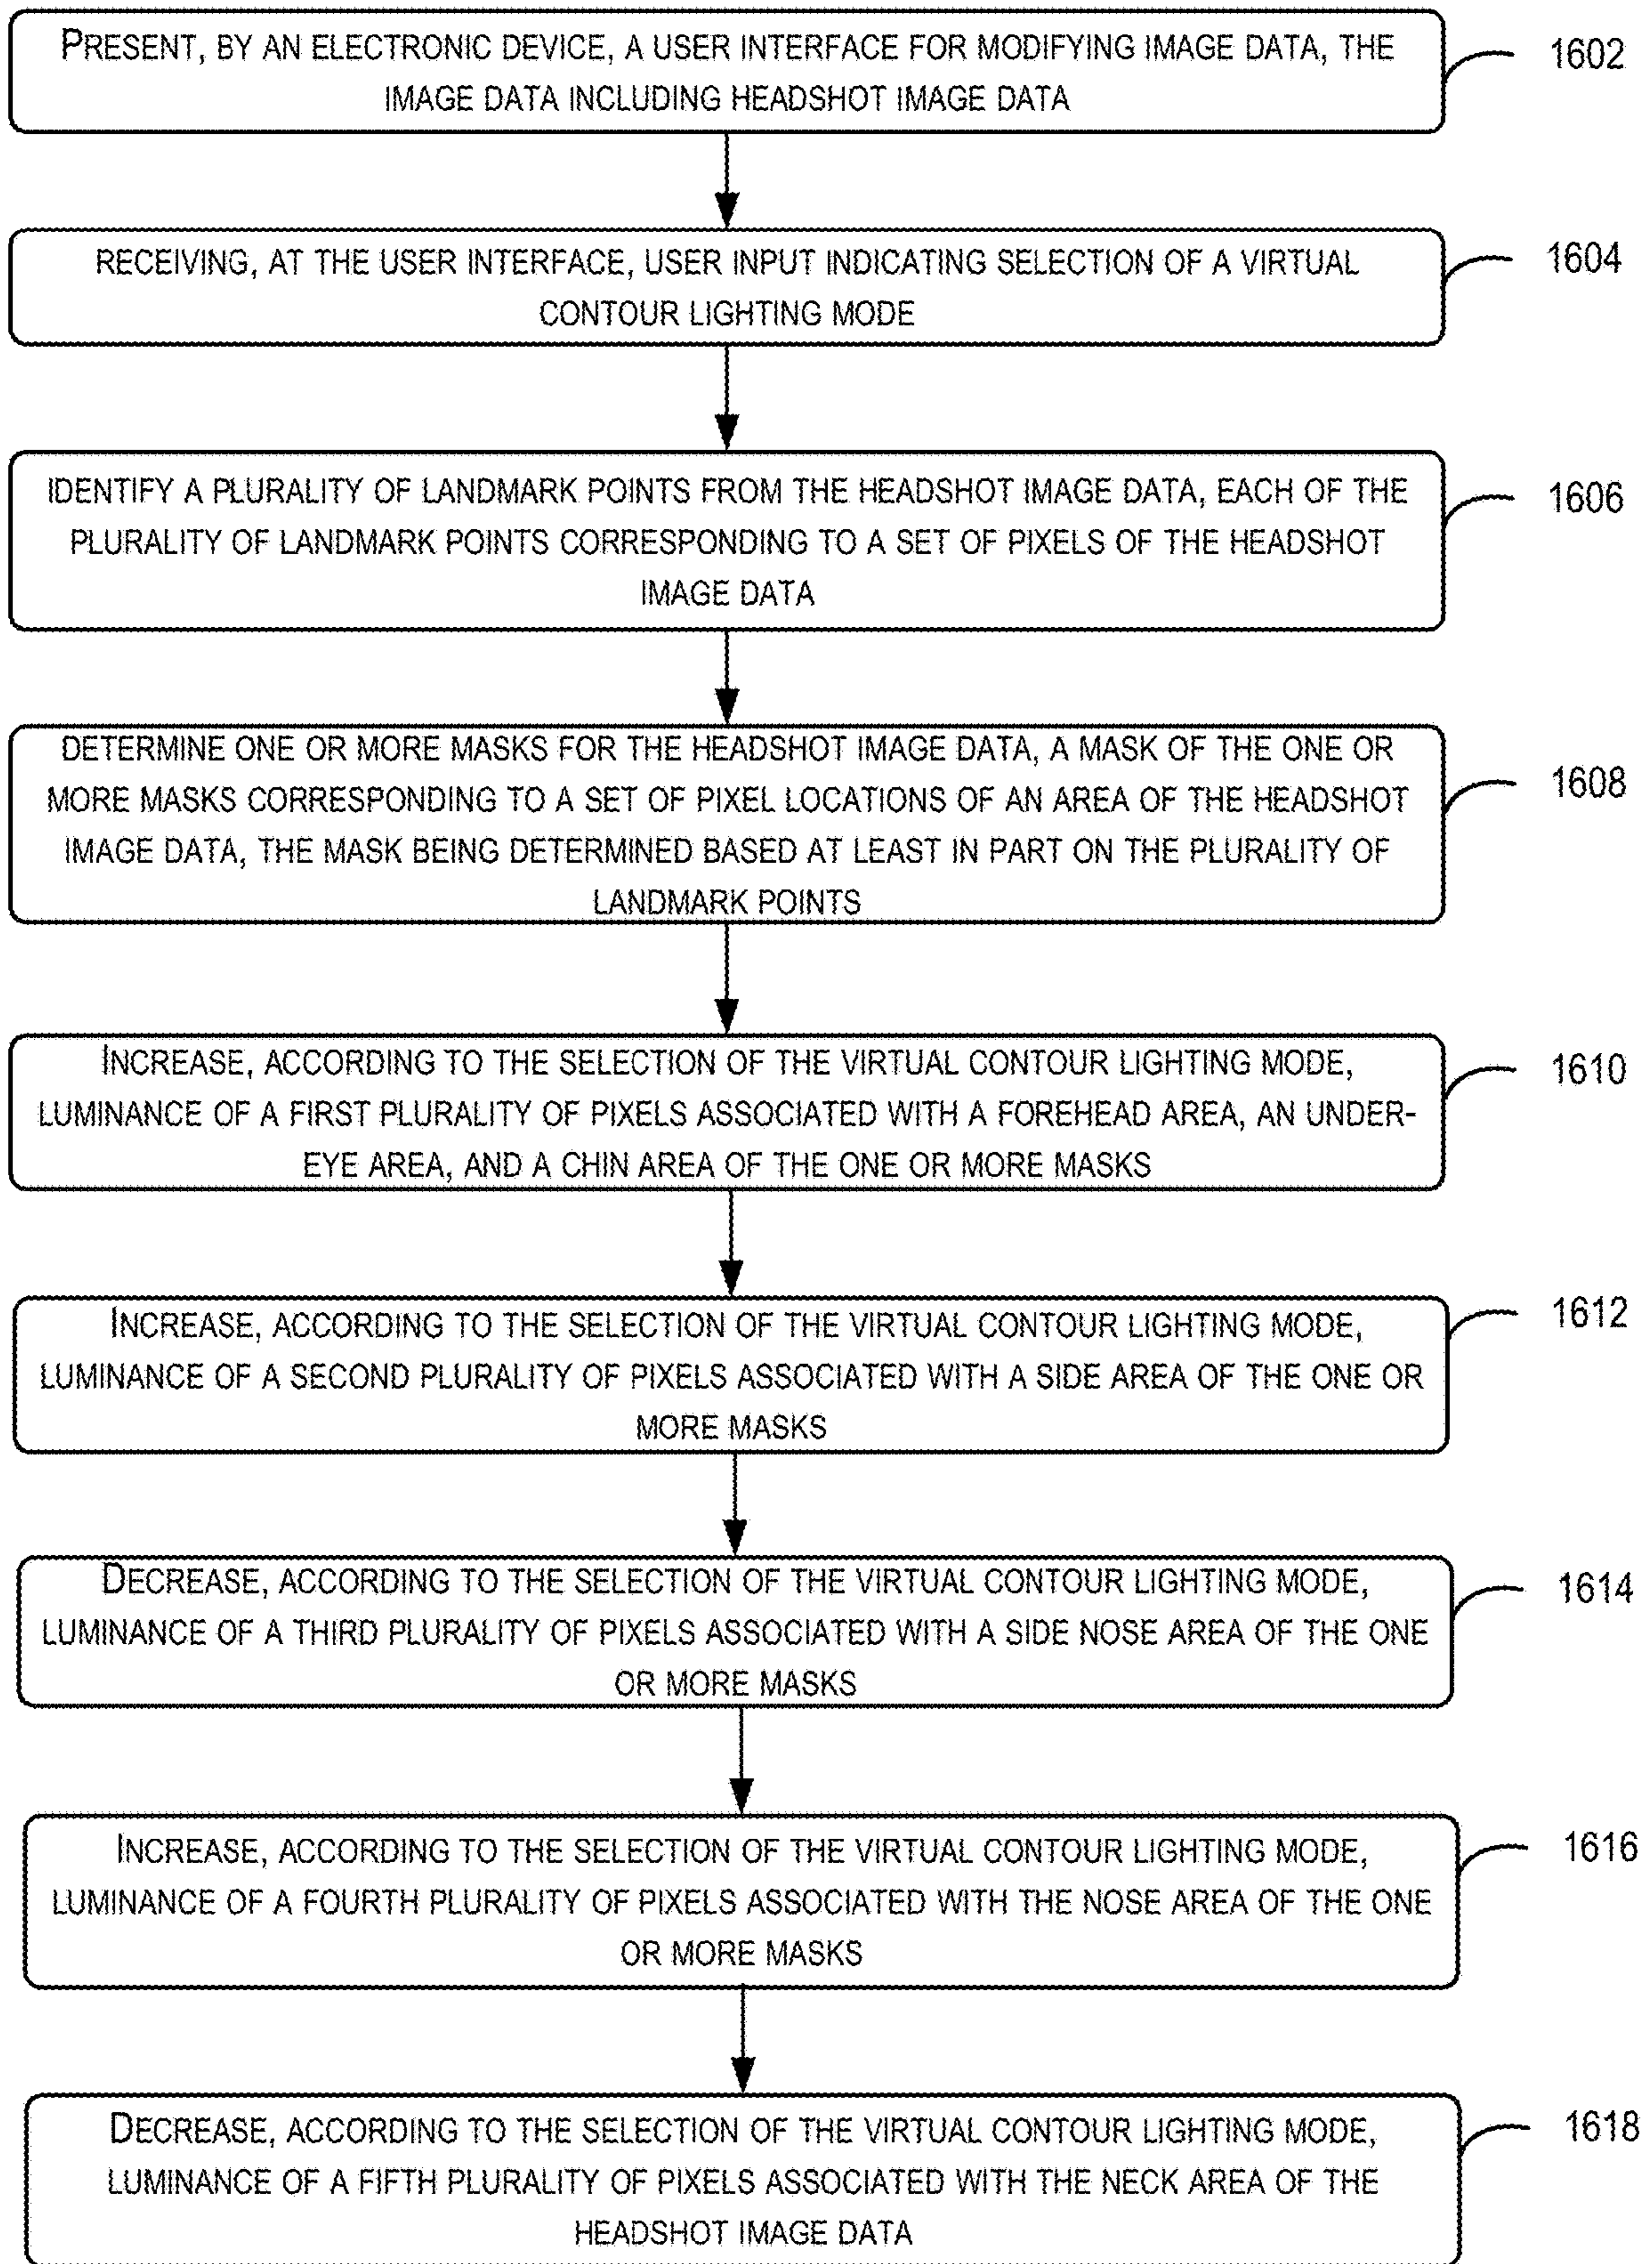 PRESENT, BY AN ELECTRONIC DEVICE, A USER INTERFACE FOR MODIFYING IMAGE DATA, THE
IMAGE DATA INCLUDING HEADSHOT IMAGE DATA
1602
RECEIVING, AT THE USER INTERFACE, USER INPUT INDICATING SELECTION OF A VIRTUAL
CONTOUR LIGHTING MODE
1604
IDENTIFY A PLURALITY OF LANDMARK POINTS FROM THE HEADSHOT IMAGE DATA, EACH OF THE
PLURALITY OF LANDMARK POINTS CORRESPONDING TO A SET OF PIXELS OF THE HEADSHOT
IMAGE DATA
1606
DETERMINE ONE OR MORE MASKS FOR THE HEADSHOT IMAGE DATA, A MASK OF THE ONE OR
MORE MASKS CORRESPONDING TO A SET OF PIXEL LOCATIONS OF AN AREA OF THE HEADSHOT
IMAGE DATA, THE MASK BEING DETERMINED BASED AT LEAST IN PART ON THE PLURALITY OF
LANDMARK POINTS
1608
INCREASE, ACCORDING TO THE SELECTION OF THE VIRTUAL CONTOUR LIGHTING MODE,
LUMINANCE OF A FIRST PLURALITY OF PIXELS ASSOCIATED WITH A FOREHEAD AREA, AN UNDER-
EYE AREA, AND A CHIN AREA OF THE ONE OR MORE MASKS
1610
INCREASE, ACCORDING TO THE SELECTION OF THE VIRTUAL CONTOUR LIGHTING MODE,
LUMINANCE OF A SECOND PLURALITY OF PIXELS ASSOCIATED WITH A SIDE AREA OF THE ONE OR
MORE MASKS
1612
DECREASE, ACCORDING TO THE SELECTION OF THE VIRTUAL CONTOUR LIGHTING MODE,
LUMINANCE OF A THIRD PLURALITY OF PIXELS ASSOCIATED WITH A SIDE NOSE AREA OF THE ONE
OR MORE MASKS
1614
INCREASE, ACCORDING TO THE SELECTION OF THE VIRTUAL CONTOUR LIGHTING MODE,
LUMINANCE OF A FOURTH PLURALITY OF PIXELS ASSOCIATED WITH THE NOSE AREA OF THE ONE
OR MORE MASKS
1616
DECREASE, ACCORDING TO THE SELECTION OF THE VIRTUAL CONTOUR LIGHTING MODE,
LUMINANCE OF A FIFTH PLURALITY OF PIXELS ASSOCIATED WITH THE NECK AREA OF THE
HEADSHOT IMAGE DATA
1618